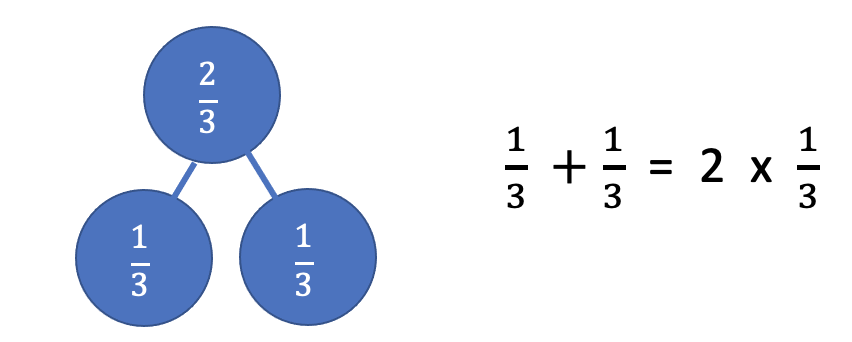 2/3
1/3 1/3
1/3 + 1/3 = 2 x 1/3